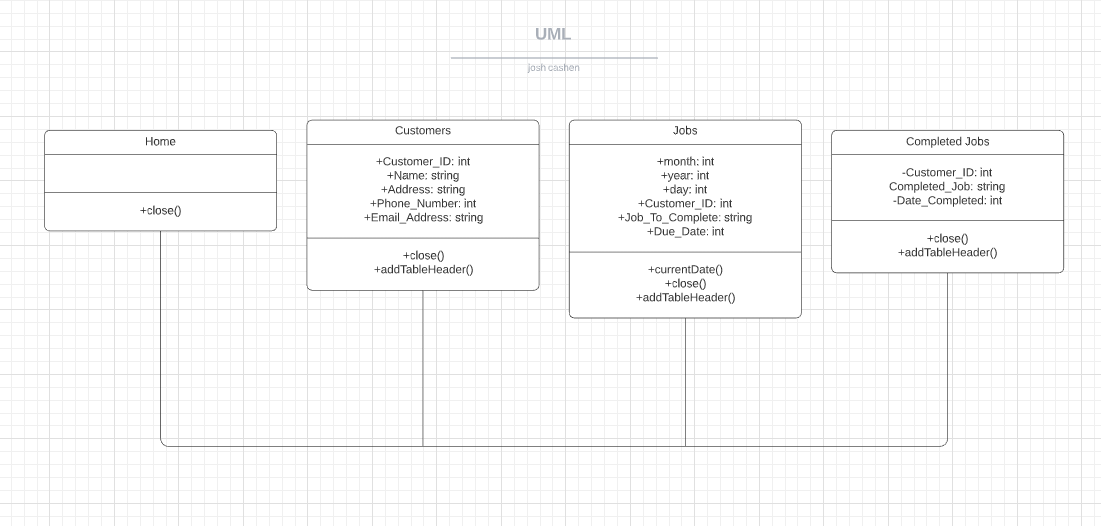 UML
josh cashen
Home
+close()
Customers
+Customer_ID: int
+Name: string
+Address: string
+Phone_Number: int
+Email_Address: string
+close()
+addTableHeader()
Jobs
+month: int
+year: int
+day: int
+Customer_ID: int
+Job_To_Complete: string
+Due_Date: int
+currentDate()
+close()
+addTableHeader()
Completed Jobs
-Customer_ID: int
Completed_Job: string
-Date_Completed: int
+close()
+addTableHeader()